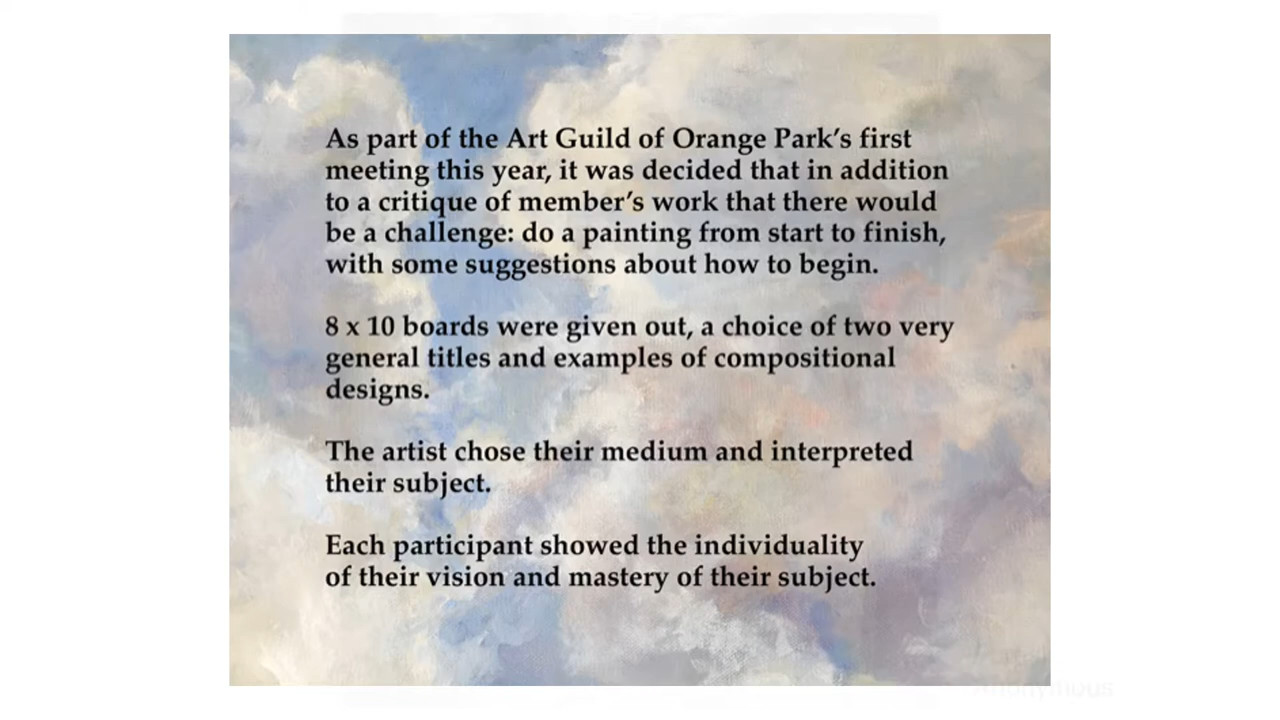 As part of the Art Guild of Orange Park's first
meeting this year, it was decided that in addition
to a critique of member's work that there would
be a challenge: do a painting from start to finish,
with some suggestions about how to begin.
8 x 10 boards were given out, a choice of two very
general titles and examples of compositional
designs.
The artist chose their medium and interpreted
their subject.
Each participant showed the individuality
of their vision and mastery of their subject.